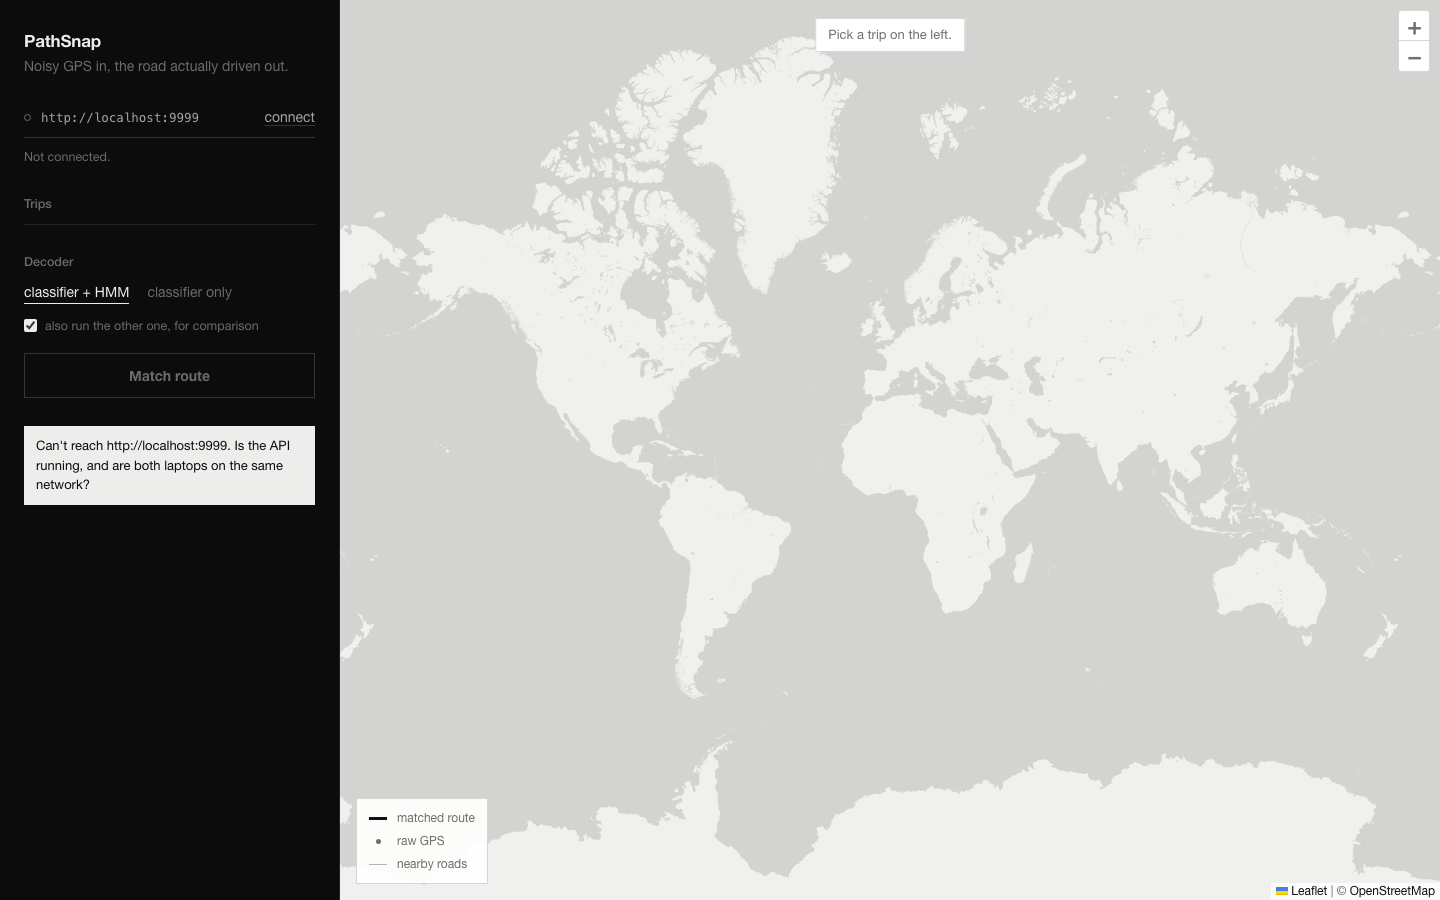 PathSnap
Noisy GPS in, the road actually driven out.
http://localhost:9999 connect
Not connected.
Trips
Decoder
classifier + HMM classifier only
also run the other one, for comparison
Match route
Can't reach http://localhost:9999. Is the API
running, and are both laptops on the same
network?
Pick a trip on the left.
+
−
matched route
raw GPS
nearby roads
Leaflet | © OpenStreetMap